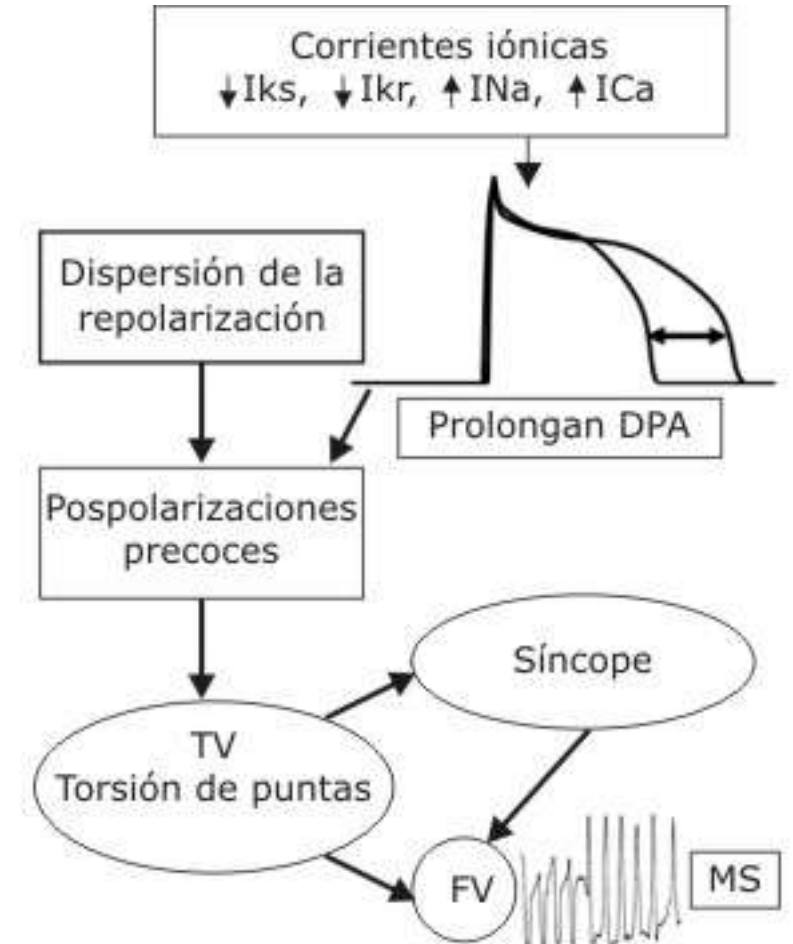 Corrientes iónicas
↓Iks, ↓Ikr, ↑INa, ↑ICa
Dispersión de la
repolarización
Prolongan DPA
Pospolarizaciones
precoces
Síncope
TV
Torsión de puntas
FV
MS